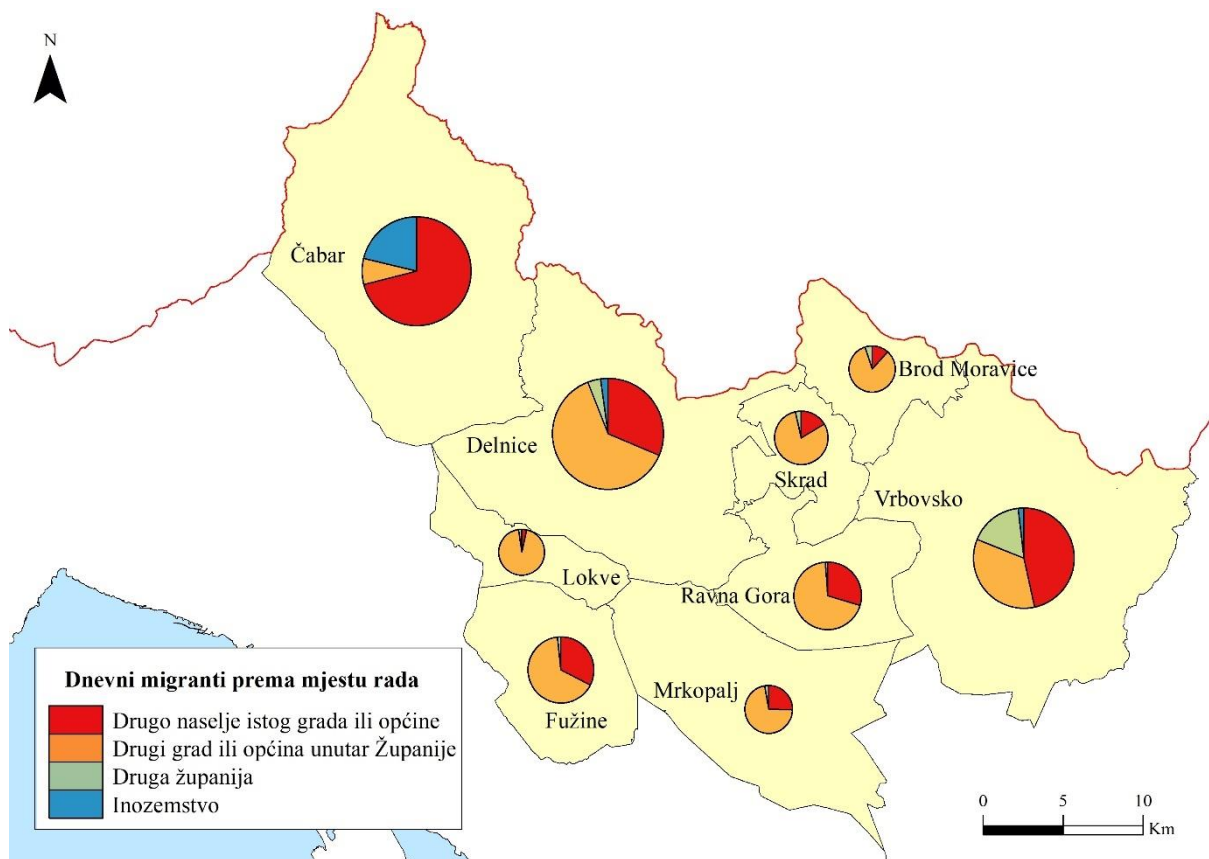 N
Čabar
Brod Moravice
Delnice
Skrad
Vrbovsko
Lokve
Ravna Gora
Mrkopalj
Fužine
Dnevni migranti prema mjestu rada
Drugo naselje istog grada ili općine
Drugi grad ili općina unutar Županije
Druga županija
Inozemstvo
0 5 10
Km